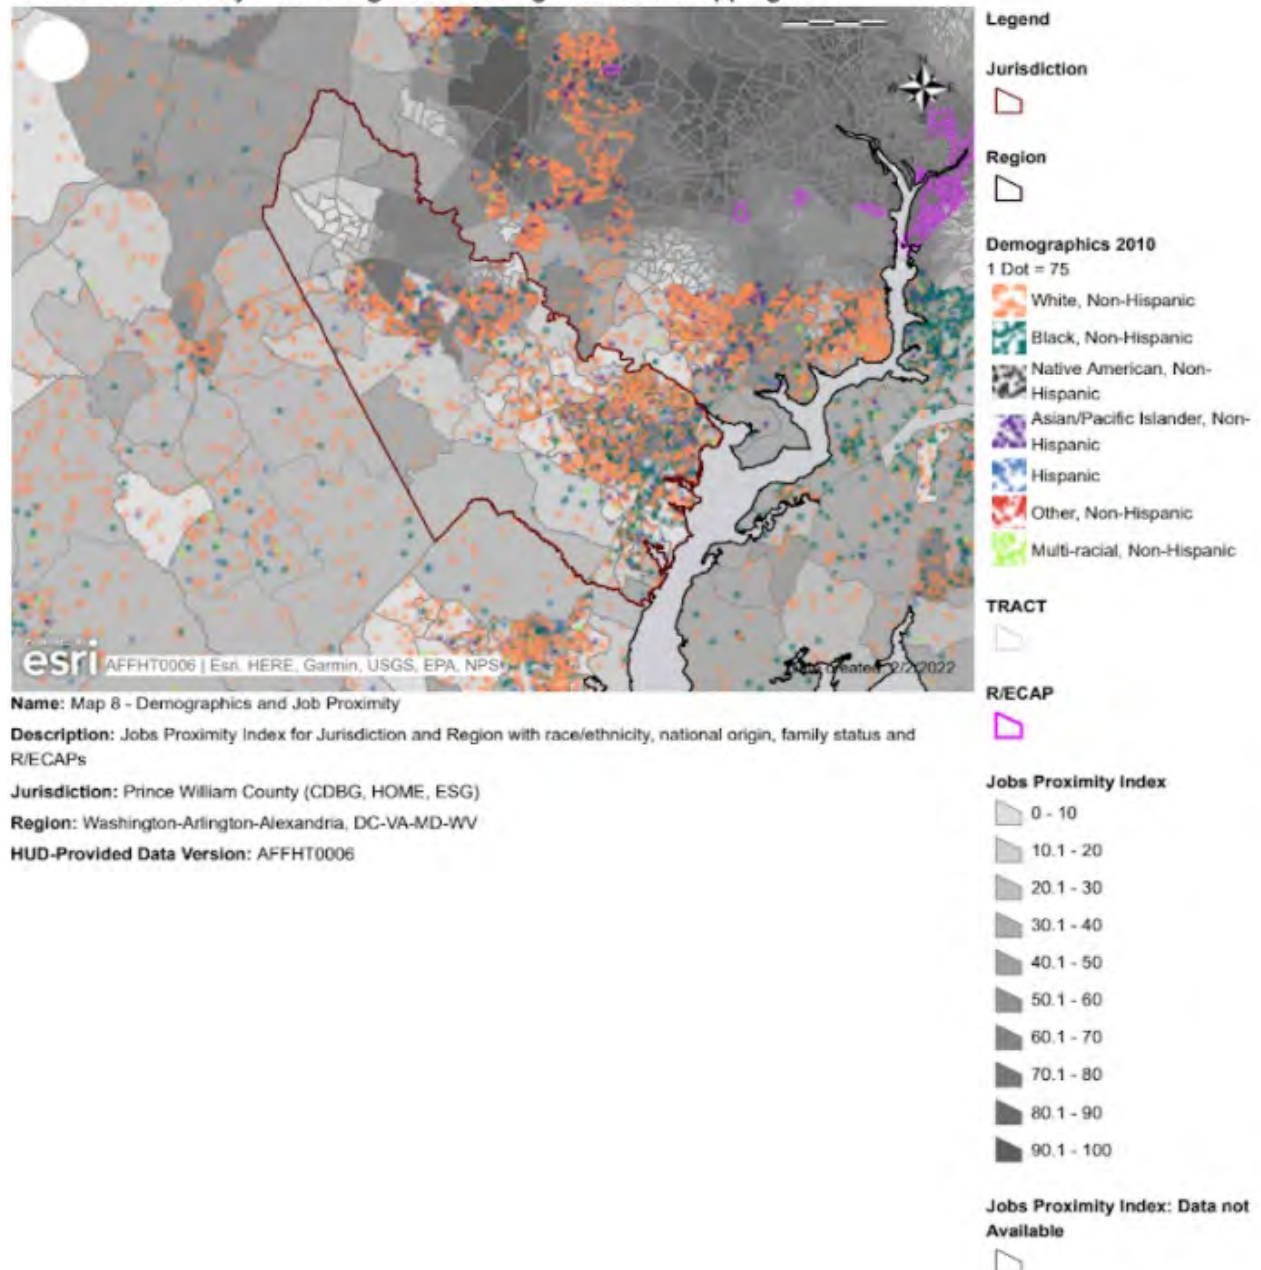 Legend
Jurisdiction
Region
Demographics 2010
1 Dot = 75
White, Non-Hispanic
Black, Non-Hispanic
Native American, Non-
Hispanic
Asian/Pacific Islander, Non-
Hispanic
Hispanic
Other, Non-Hispanic
Multi-racial, Non-Hispanic
TRACT
R/ECAP
Jobs Proximity Index
0 - 10
10.1 - 20
20.1 - 30
30.1 - 40
40.1 - 50
50.1 - 60
60.1 - 70
70.1 - 80
80.1 - 90
90.1 - 100
Jobs Proximity Index: Data not
Available
esri AFFHT0006 | Esri, HERE, Garmin, USGS, EPA, NPS
created: 2/2/2022
Name: Map 8 - Demographics and Job Proximity
Description: Jobs Proximity Index for Jurisdiction and Region with race/ethnicity, national origin, family status and
R/ECAPs
Jurisdiction: Prince William County (CDBG, HOME, ESG)
Region: Washington-Arlington-Alexandria, DC-VA-MD-WV
HUD-Provided Data Version: AFFHT0006